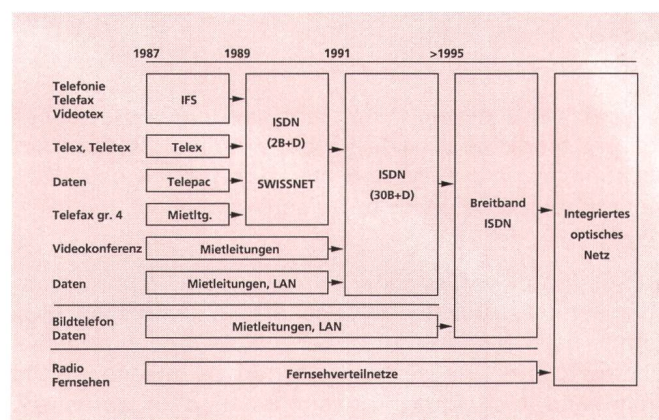 1987 1989 1991 >1995
Telefonie
Telefax
Videotex
IFS
ISDN
(2B+D)
SWISSNET
Telex, Teletex
Telex
Daten
Telepac
Telefax gr. 4
Mietltg.
ISDN
(30B+D)
Videokonferenz
Mietleitungen
Daten
Mietleitungen, LAN
Breitband
ISDN
Integriertes
optisches
Netz
Bildtelefon
Daten
Mietleitungen, LAN
Radio
Fernsehen
Fernsehverteilnetze